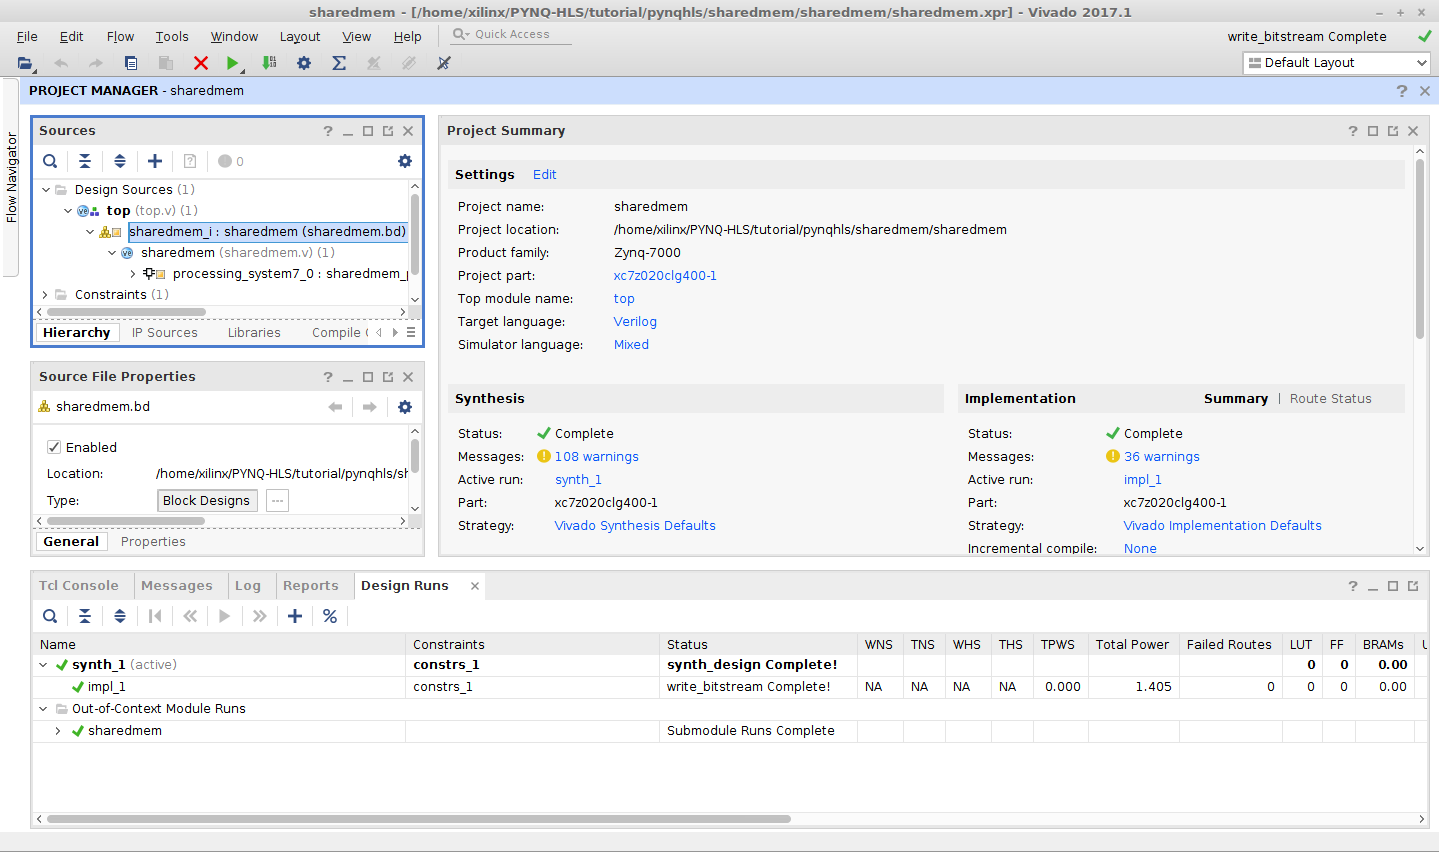 sharedmem - [/home/xilinx/PYNQ-HLS/tutorial/pynqhls/sharedmem/sharedmem/sharedmem.xpr] - Vivado 2017.1
File Edit Flow Tools Window Layout View Help Quick Access write_bitstream Complete
Default Layout
PROJECT MANAGER - sharedmem
Flow Navigator
Sources
0
Design Sources (1)
top (top.v) (1)
sharedmem_i : sharedmem (sharedmem.bd)
sharedmem (sharedmem.v) (1)
processing_system7_0 : sharedmem_
Constraints (1)
Hierarchy IP Sources Libraries Compile
Source File Properties
sharedmem.bd
Enabled
Location: /home/xilinx/PYNQ-HLS/tutorial/pynqhls/sh
Type: Block Designs ...
General Properties
Project Summary
Settings Edit
Project name: sharedmem
Project location: /home/xilinx/PYNQ-HLS/tutorial/pynqhls/sharedmem/sharedmem
Product family: Zynq-7000
Project part: xc7z020clg400-1
Top module name: top
Target language: Verilog
Simulator language: Mixed
Synthesis
Status: Complete
Messages: 108 warnings
Active run: synth_1
Part: xc7z020clg400-1
Strategy: Vivado Synthesis Defaults
Implementation Summary | Route Status
Status: Complete
Messages: 36 warnings
Active run: impl_1
Part: xc7z020clg400-1
Strategy: Vivado Implementation Defaults
Incremental compile: None
Tcl Console Messages Log Reports Design Runs
Name Constraints Status WNS TNS WHS THS TPWS Total Power Failed Routes LUT FF BRAMs
synth_1 (active) constrs_1 synth_design Complete! 0 0 0.00
impl_1 constrs_1 write_bitstream Complete! NA NA NA NA 0.000 1.405 0 0 0 0.00
Out-of-Context Module Runs
sharedmem Submodule Runs Complete